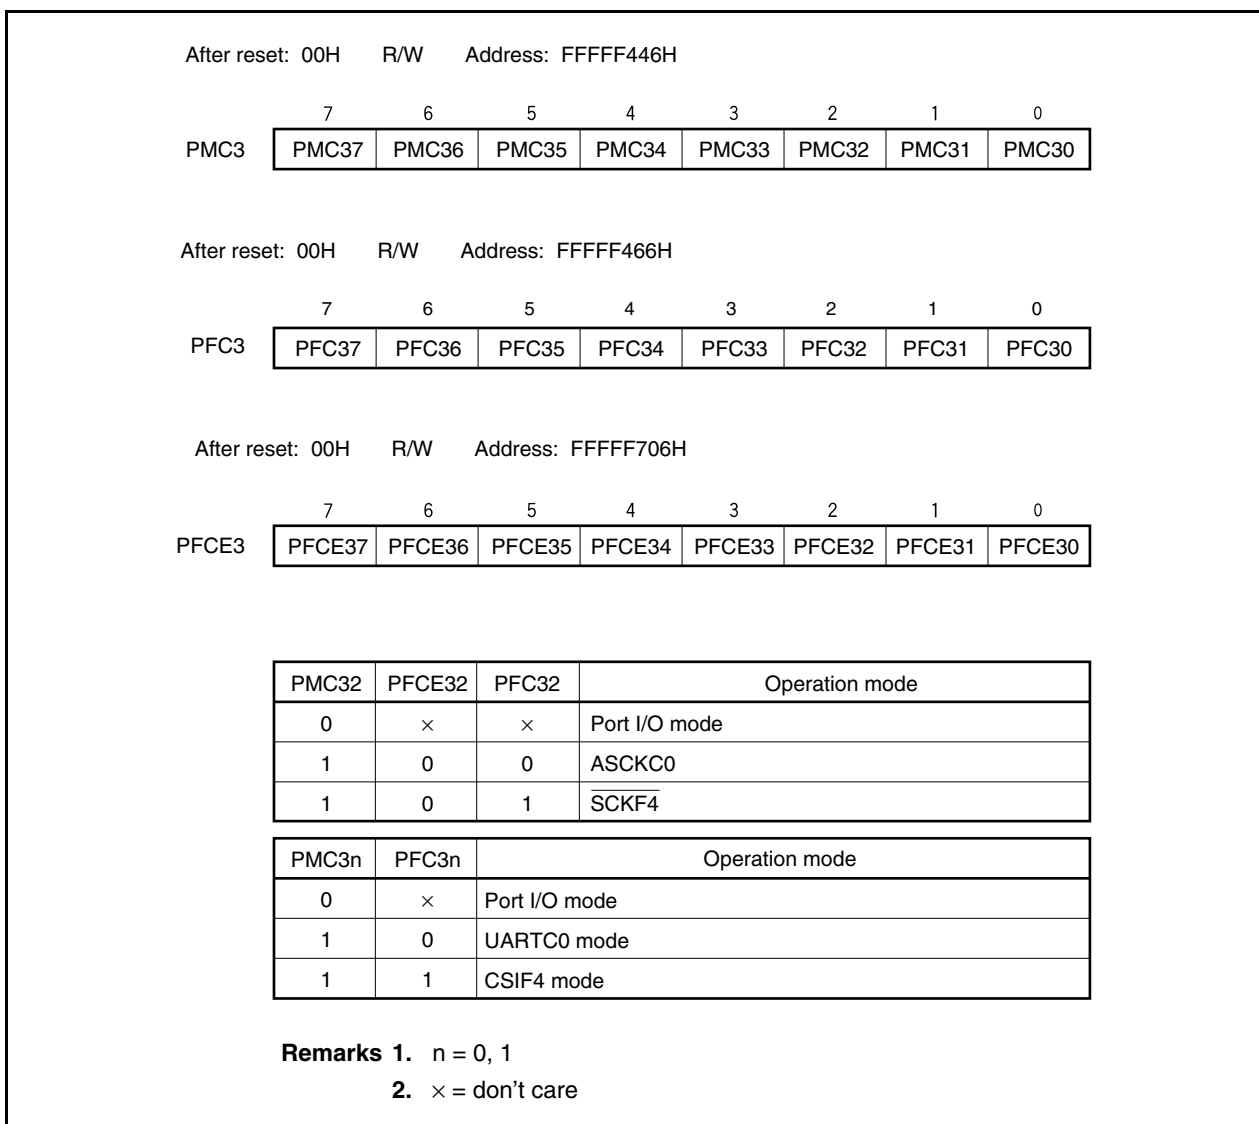 After reset: 00H R/W Address: FFFFF446H
7 6 5 4 3 2 1 0
PMC3 PMC37 PMC36 PMC35 PMC34 PMC33 PMC32 PMC31 PMC30
After reset: 00H R/W Address: FFFFF466H
7 6 5 4 3 2 1 0
PFC3 PFC37 PFC36 PFC35 PFC34 PFC33 PFC32 PFC31 PFC30
After reset: 00H R/W Address: FFFFF706H
7 6 5 4 3 2 1 0
PFCE3 PFCE37 PFCE36 PFCE35 PFCE34 PFCE33 PFCE32 PFCE31 PFCE30
PMC32 PFCE32 PFC32 Operation mode
0 × × Port I/O mode
1 0 0 ASCKC0
1 0 1 S̅C̅K̅F̅4̅
PMC3n PFC3n Operation mode
0 × Port I/O mode
1 0 UARTC0 mode
1 1 CSIF4 mode
Remarks 1. n = 0, 1
2. × = don't care